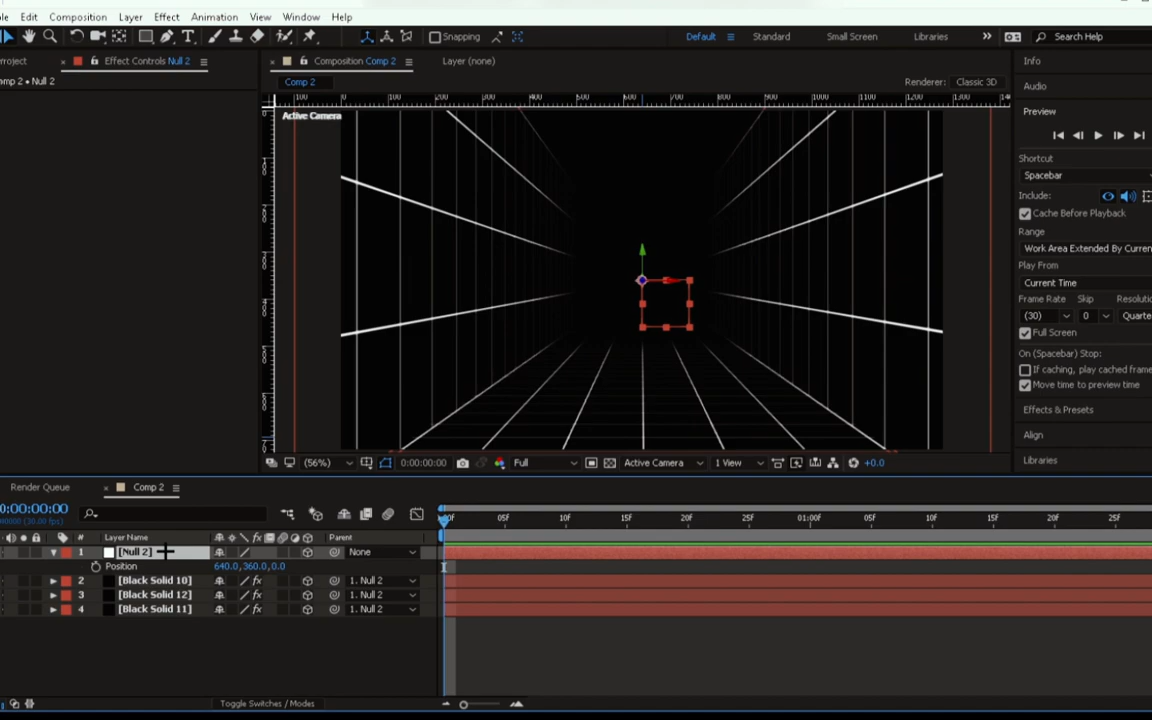 Edit Composition Layer Effect Animation View Window Help
Snapping Default Standard Small Screen Libraries Search Help
Effect Controls Null 2 Composition Comp 2 Layer (none) Info
Comp 2 • Null 2 Comp 2 Renderer: Classic 3D Audio
Preview
Active Camera
Shortcut
Spacebar
Include:
Cache Before Playback
Range
Work Area Extended By Curren
Play From
Current Time
Frame Rate Skip Resolutio
(30) 0 Quarte
Full Screen
On (Spacebar) Stop:
If caching, play cached frame
Move time to preview time
Effects & Presets
Align
Libraries
(56%) 0:00:00:00 Full Active Camera 1 View +0.0
Render Queue Comp 2
0:00:00:00
# Layer Name Parent 05f 10f 15f 20f 25f 01:00f 05f 10f 15f 20f 25f
1 [Null 2] None
Position 640.0,360.0,0.0
2 [Black Solid 10] 1. Null 2
3 [Black Solid 12] 1. Null 2
4 [Black Solid 11] 1. Null 2
Toggle Switches / Modes